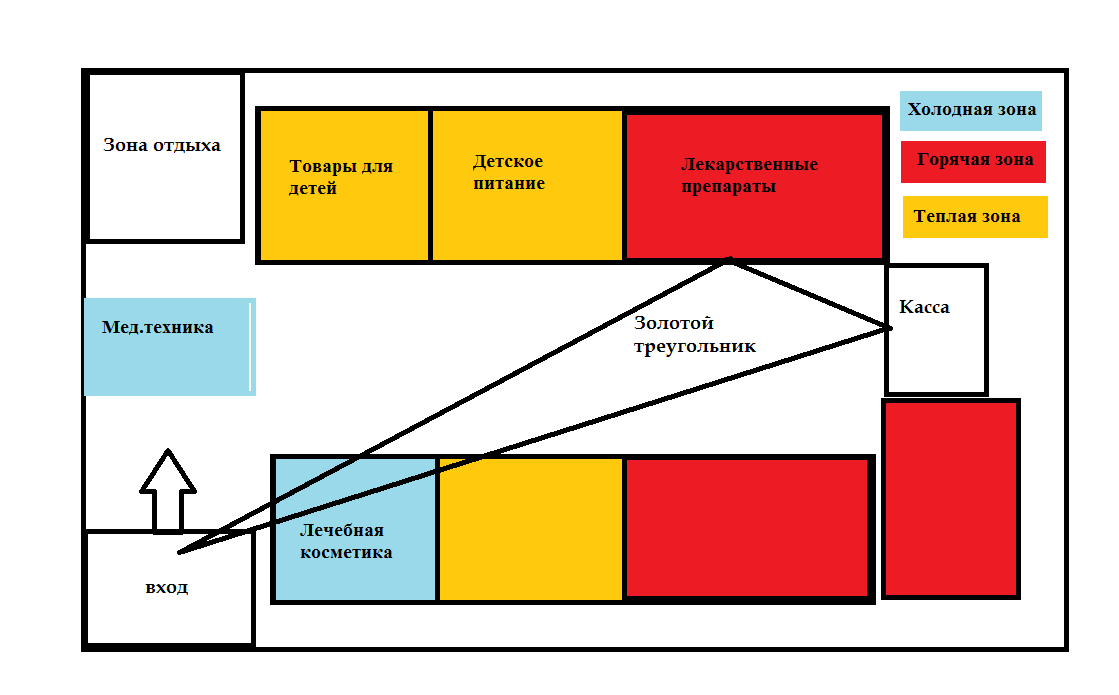 Зона отдыха
Товары для
детей
Детское
питание
Лекарственные
препараты
Холодная зона
Горячая зона
Теплая зона
Мед.техника
Золотой
треугольник
Касса
Лечебная
косметика
вход